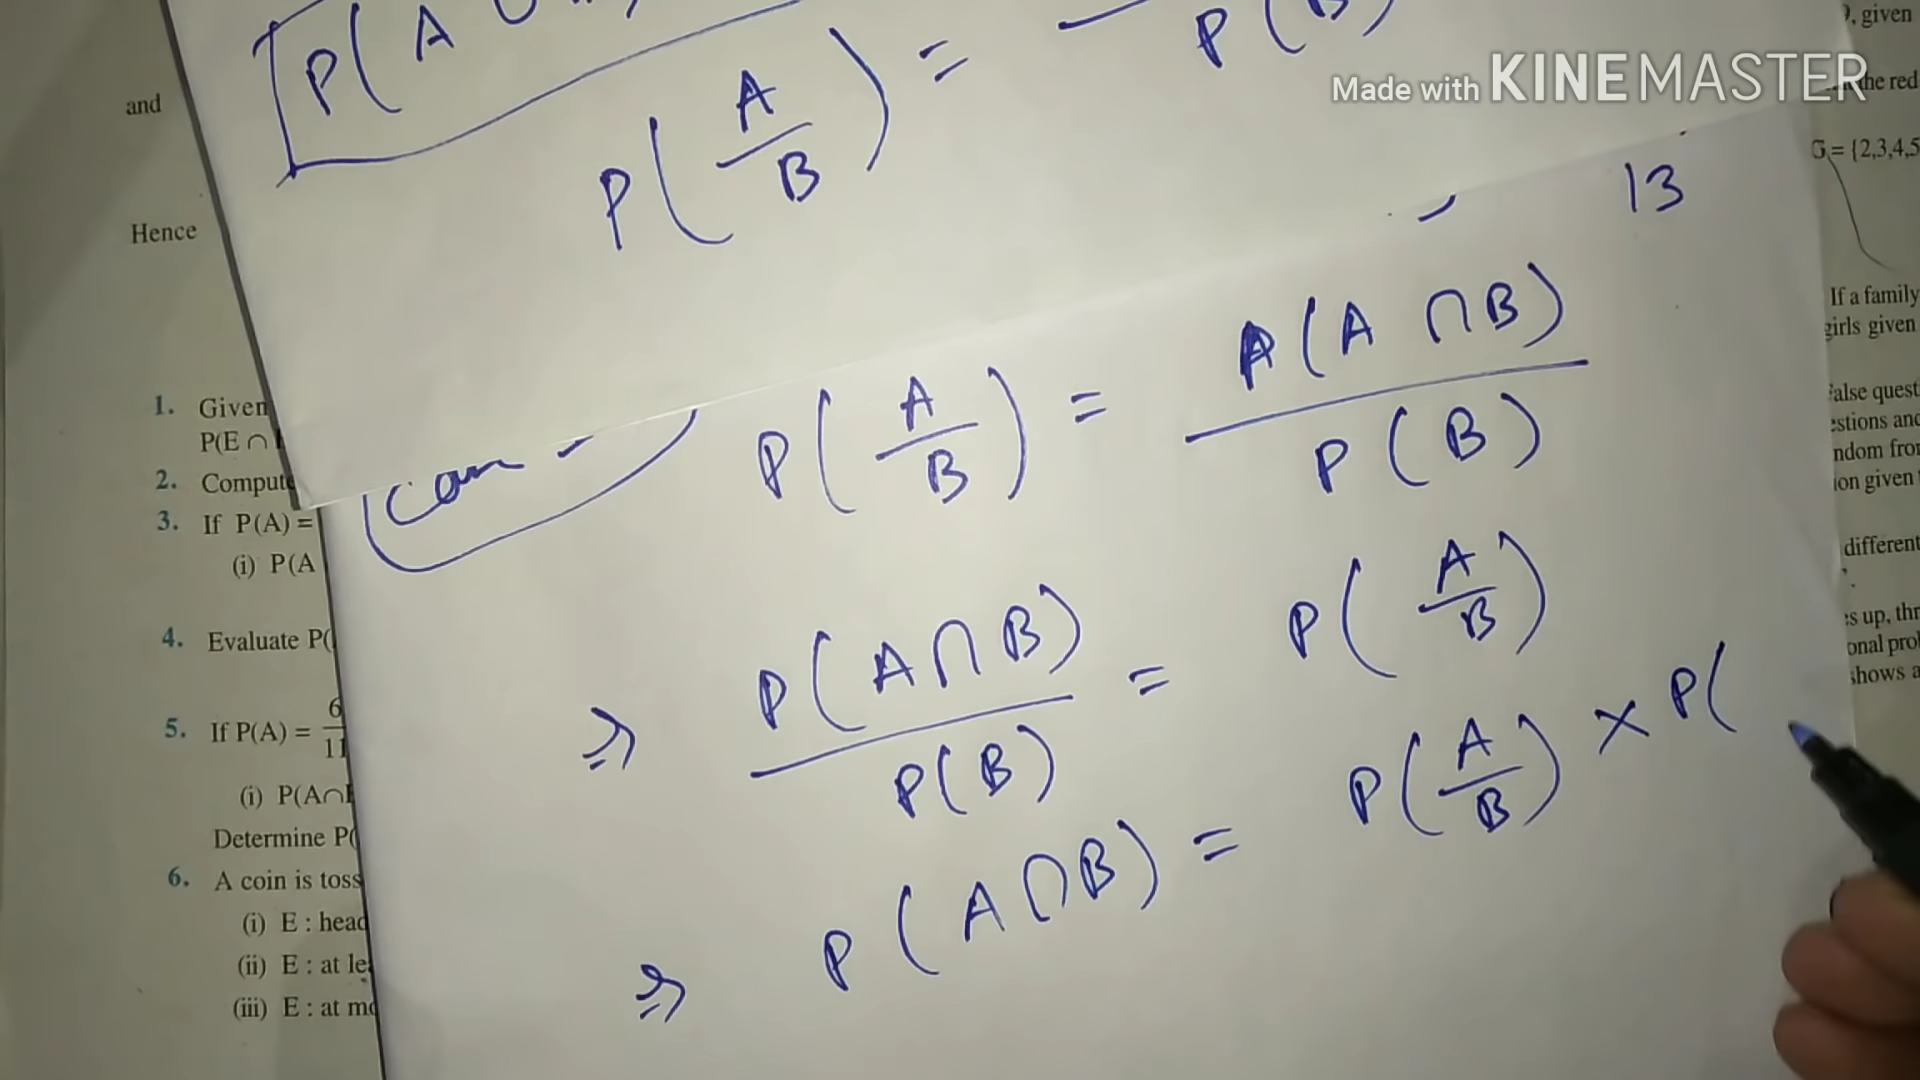 P(A ∪
P(B)
P(A/B) =
Made with KINEMASTER
13
P(A/B) = P(A ∩ B)/P(B)
⇒ P(A∩B)/P(B) = P(A/B)
⇒ P(A∩B) = P(A/B) × P(
and
Hence
1. Given
P(E ∩
2. Compute
3. If P(A) =
(i) P(A
4. Evaluate P(
5. If P(A) = 6/11
(i) P(A∩
Determine P(
6. A coin is toss
(i) E : head
(ii) E : at le
(iii) E : at mo
, given
the red
G = {2,3,4,5
If a family
girls given
alse quest
stions and
ndom from
ion given
different
s up, thr
onal pro
shows a